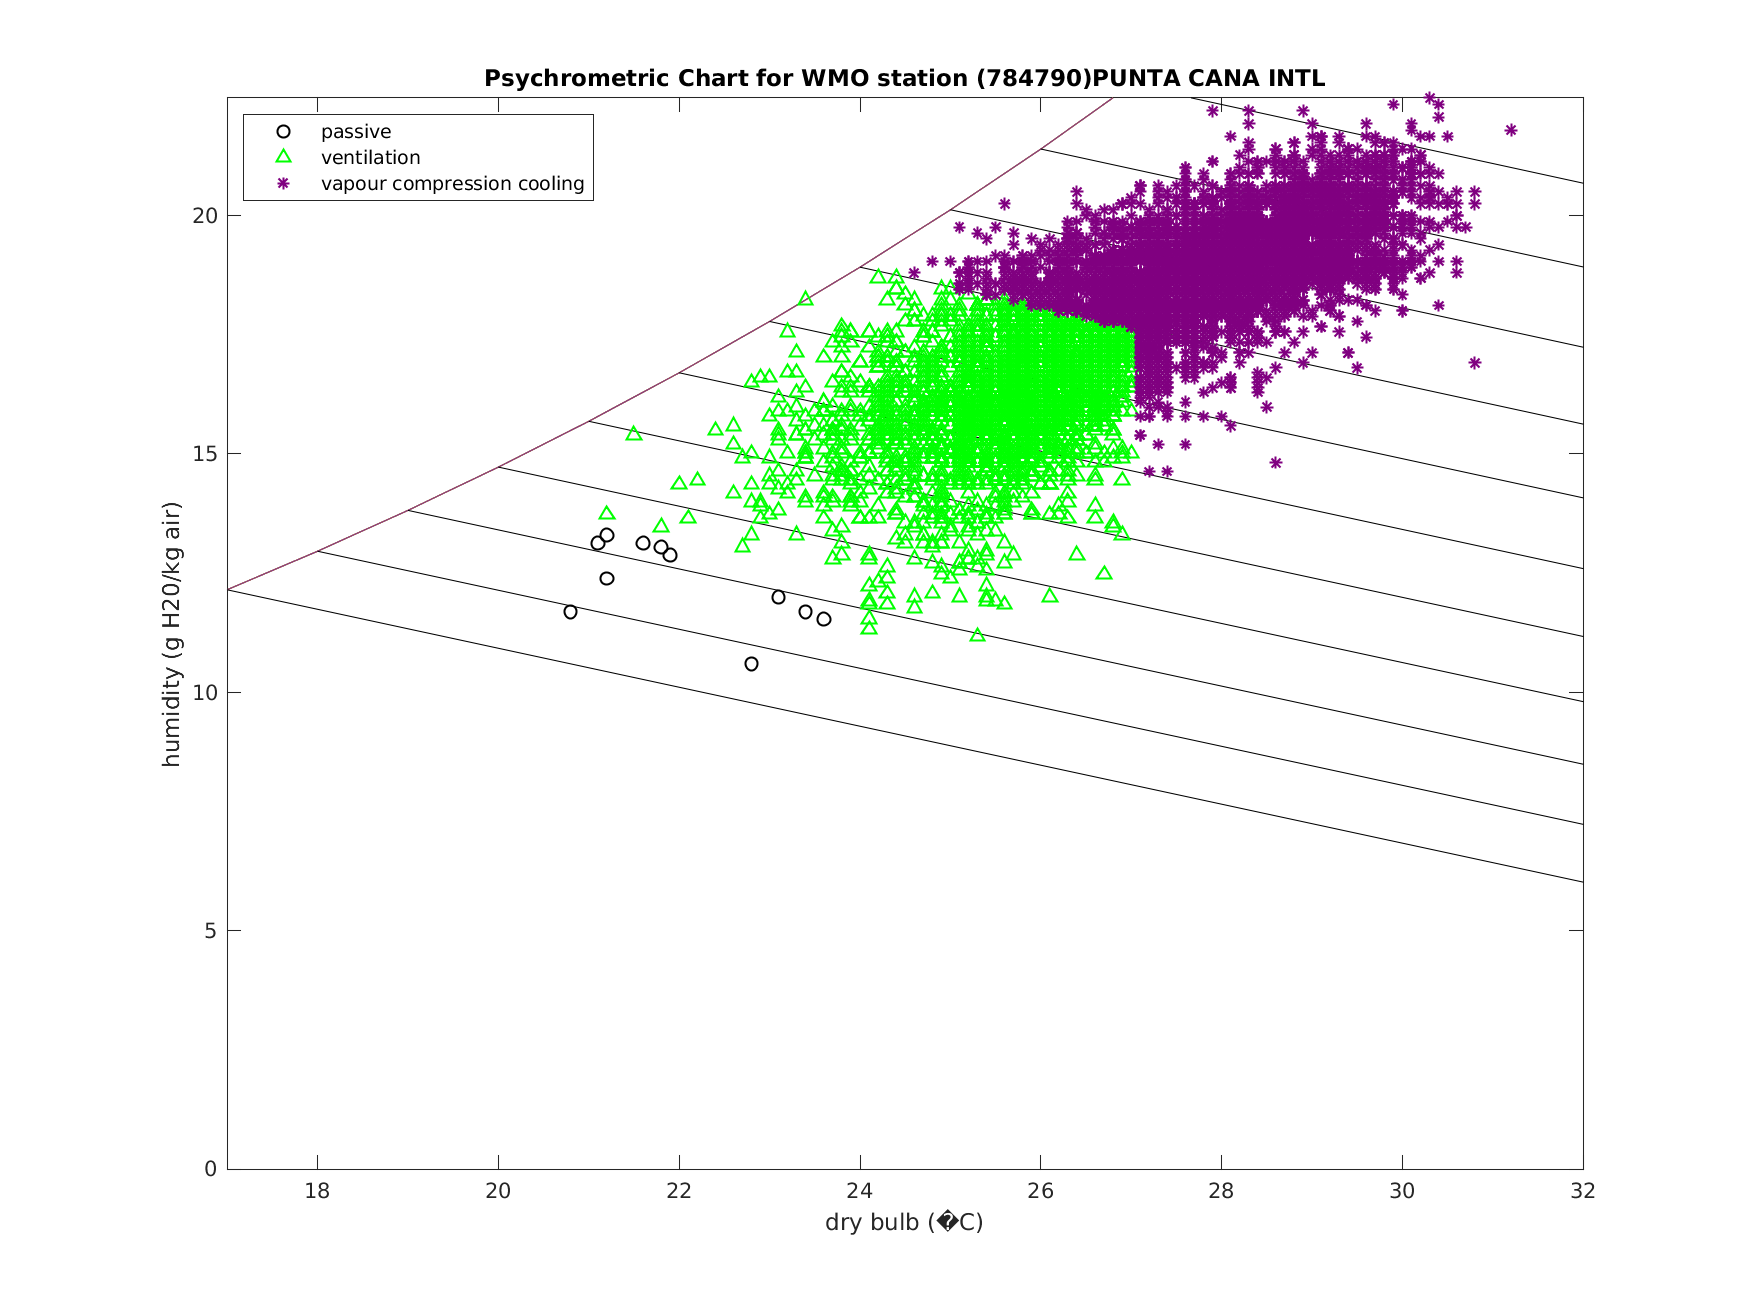 Psychrometric Chart for WMO station (784790)PUNTA CANA INTL
passive
ventilation
vapour compression cooling
humidity (g H20/kg air)
20
15
10
5
0
18 20 22 24 26 28 30 32
dry bulb (�C)